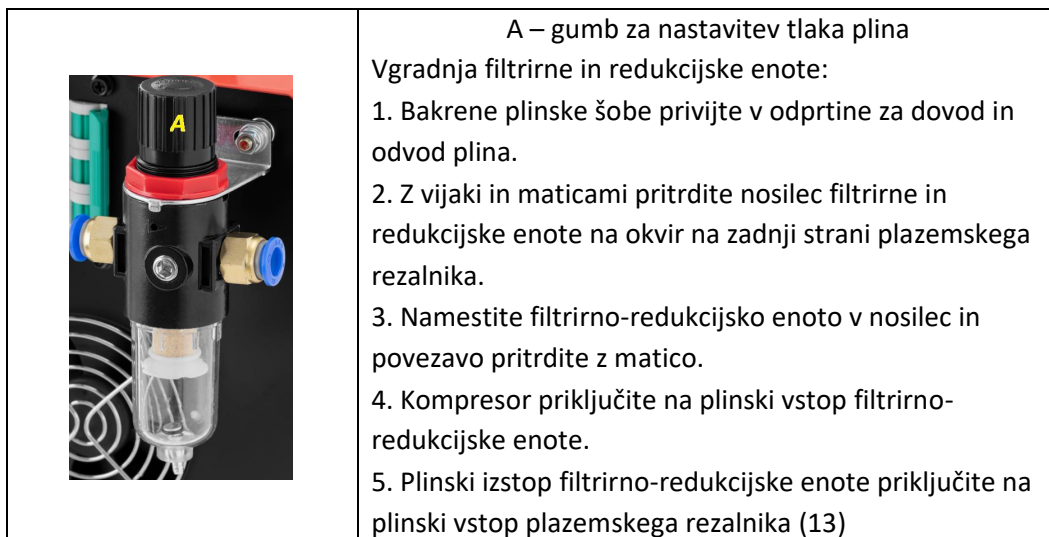 A
A – gumb za nastavitev tlaka plina
Vgradnja filtrirne in redukcijske enote:
1. Bakrene plinske šobe privijte v odprtine za dovod in
odvod plina.
2. Z vijaki in maticami pritrdite nosilec filtrirne in
redukcijske enote na okvir na zadnji strani plazemskega
rezalnika.
3. Namestite filtrirno-redukcijsko enoto v nosilec in
povezavo pritrdite z matico.
4. Kompresor priključite na plinski vstop filtrirno-
redukcijske enote.
5. Plinski izstop filtrirno-redukcijske enote priključite na
plinski vstop plazemskega rezalnika (13)